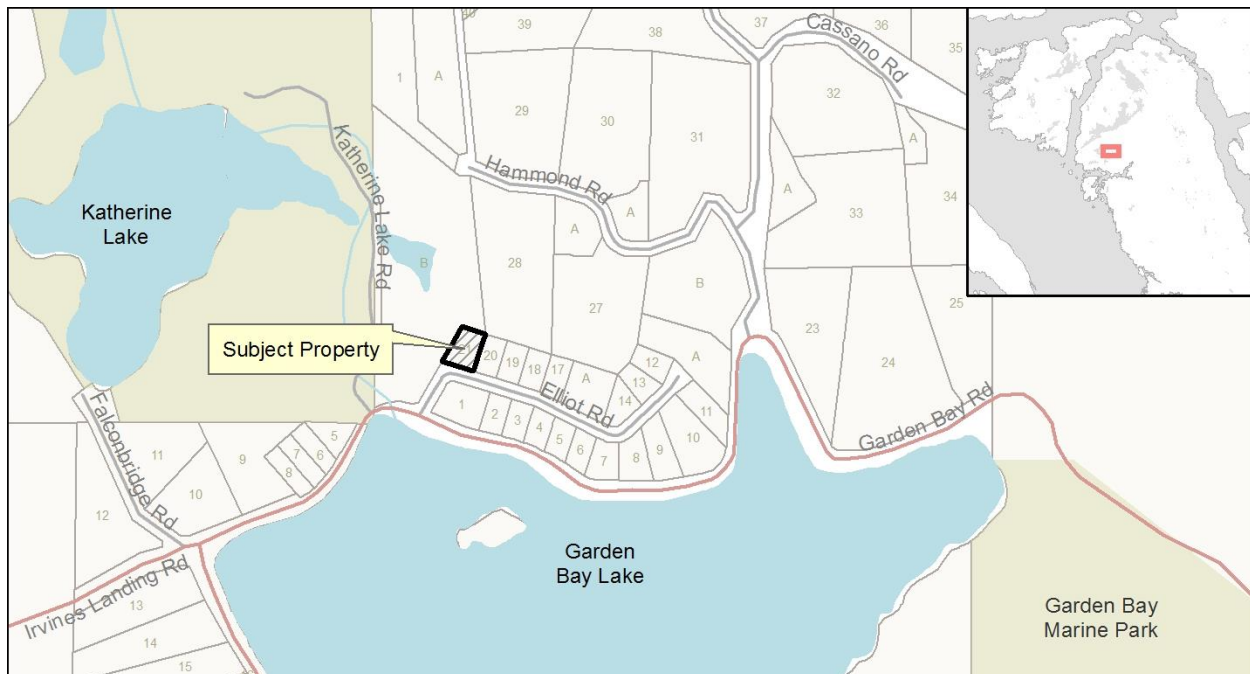 40
39
38
37
36
35
Cassano Rd
1
A
29
30
31
32
A
Katherine Lake Rd
Hammond Rd
A
A
A
33
34
Katherine
Lake
B
28
27
B
23
24
25
Subject Property
20
19
18
17
A
12
A
13
14
11
Elliot Rd
1
2
3
4
5
6
7
8
9
10
Garden Bay Rd
Falconbridge Rd
11
9
5
6
7
8
10
12
Irvines Landing Rd
13
14
15
Garden
Bay Lake
Garden Bay
Marine Park